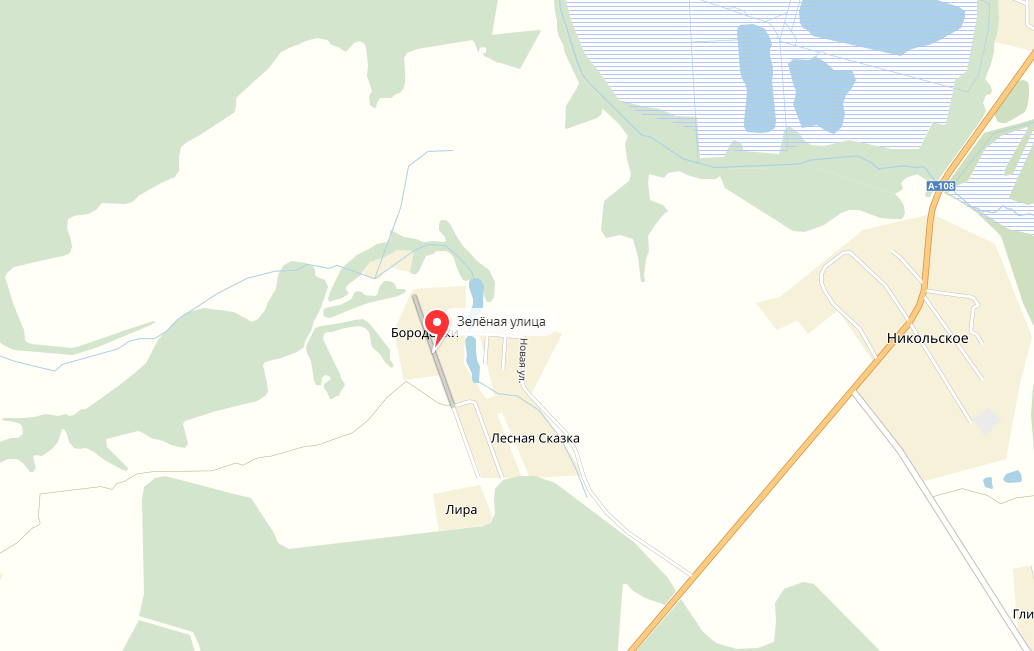 А-108
Зелёная улица
Никольское
Новая ул.
Лесная Сказка
Лира